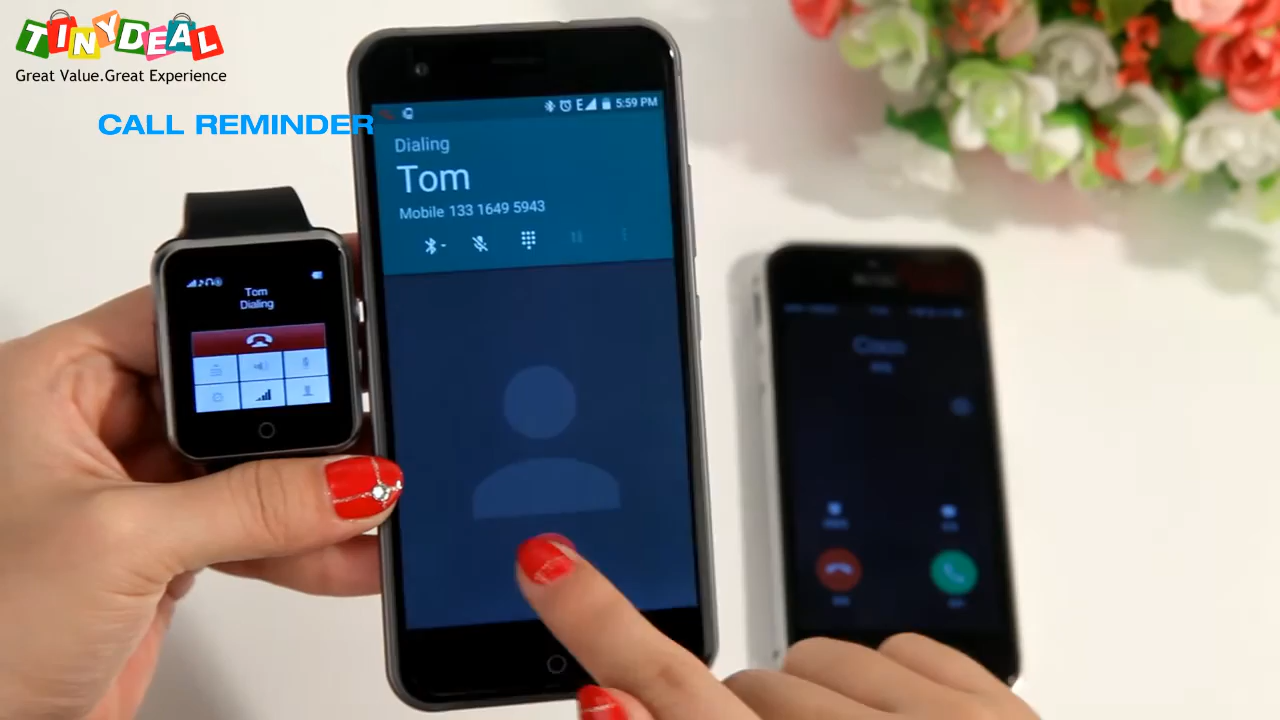 TINYDEAL
Great Value.Great Experience
CALL REMINDER
5:59 PM
Dialing
Tom
Mobile 133 1649 5943
Tom
Dialing